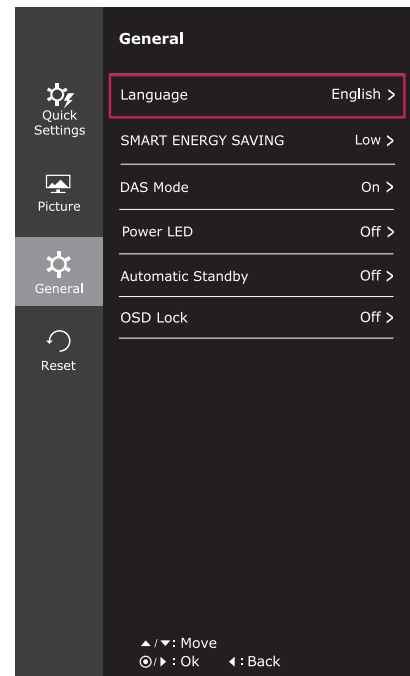 General
Quick
Settings
Picture
General
Reset
Language English >
SMART ENERGY SAVING Low >
DAS Mode On >
Power LED Off >
Automatic Standby Off >
OSD Lock Off >
▲/▼: Move
◉/▶ : Ok ◀ : Back